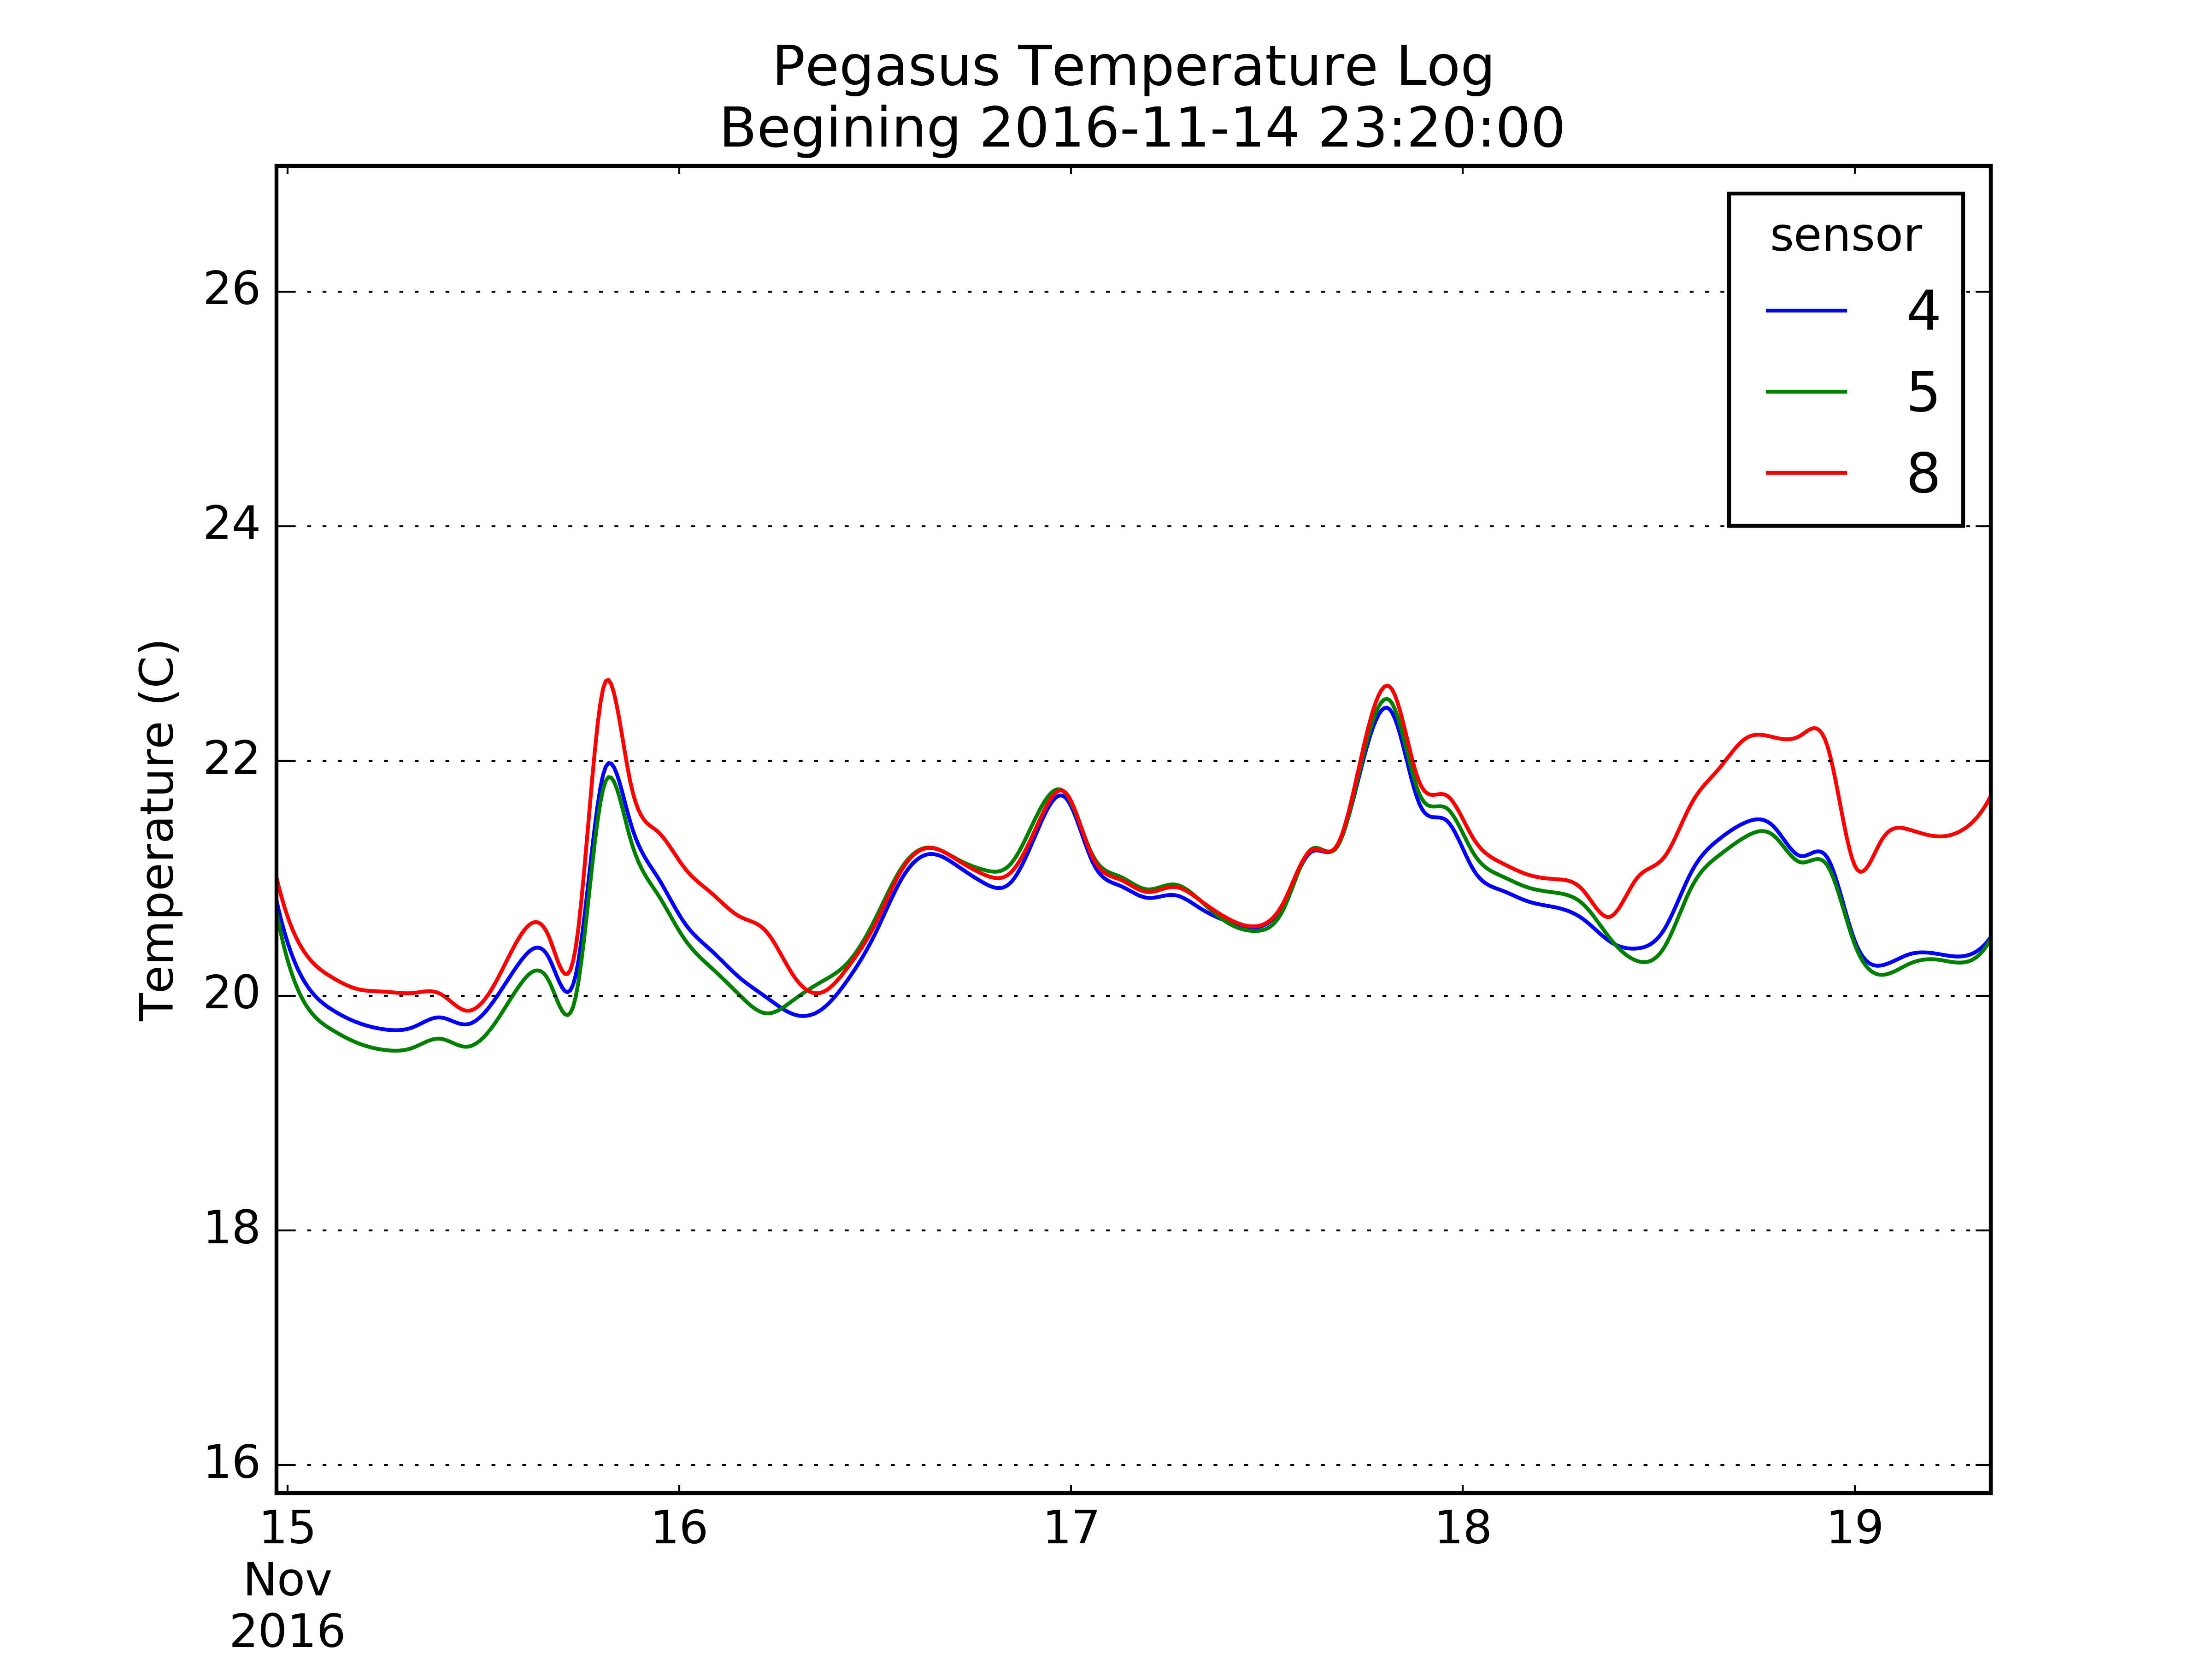 Pegasus Temperature Log
Begining 2016-11-14 23:20:00
sensor
4
5
8
Temperature (C)
26
24
22
20
18
16
15 16 17 18 19
Nov
2016